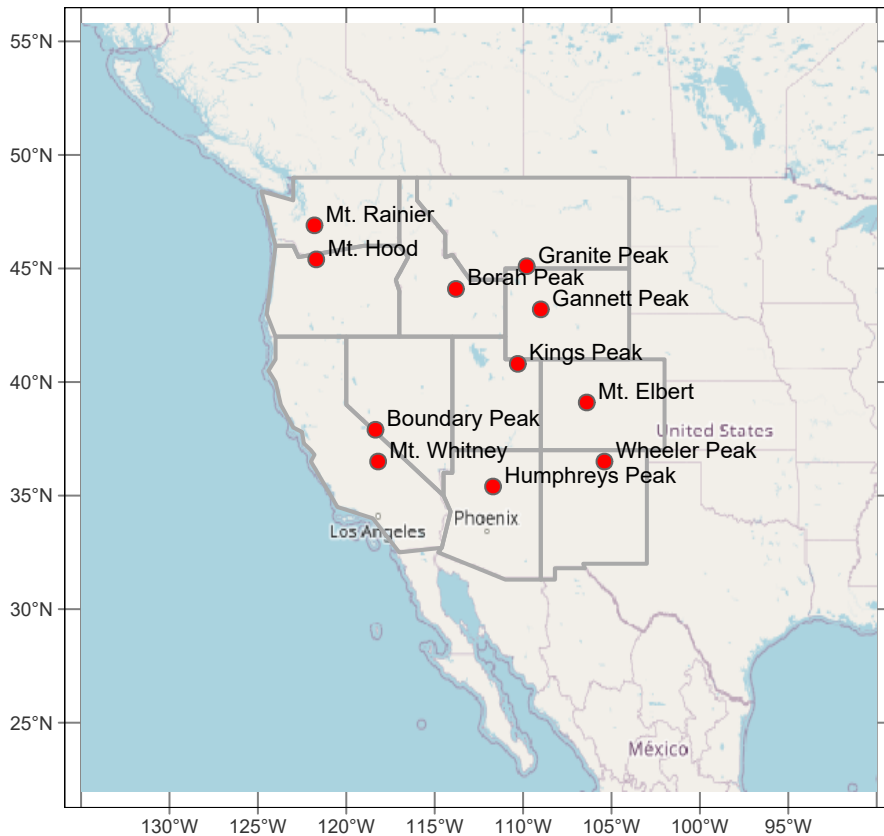 55°N
50°N
45°N
40°N
35°N
30°N
25°N
Mt. Rainier
Mt. Hood
Granite Peak
Borah Peak
Gannett Peak
Kings Peak
Mt. Elbert
Boundary Peak
United States
Mt. Whitney
Wheeler Peak
Humphreys Peak
Phoenix
Los Angeles
México
130°W
125°W
120°W
115°W
110°W
105°W
100°W
95°W